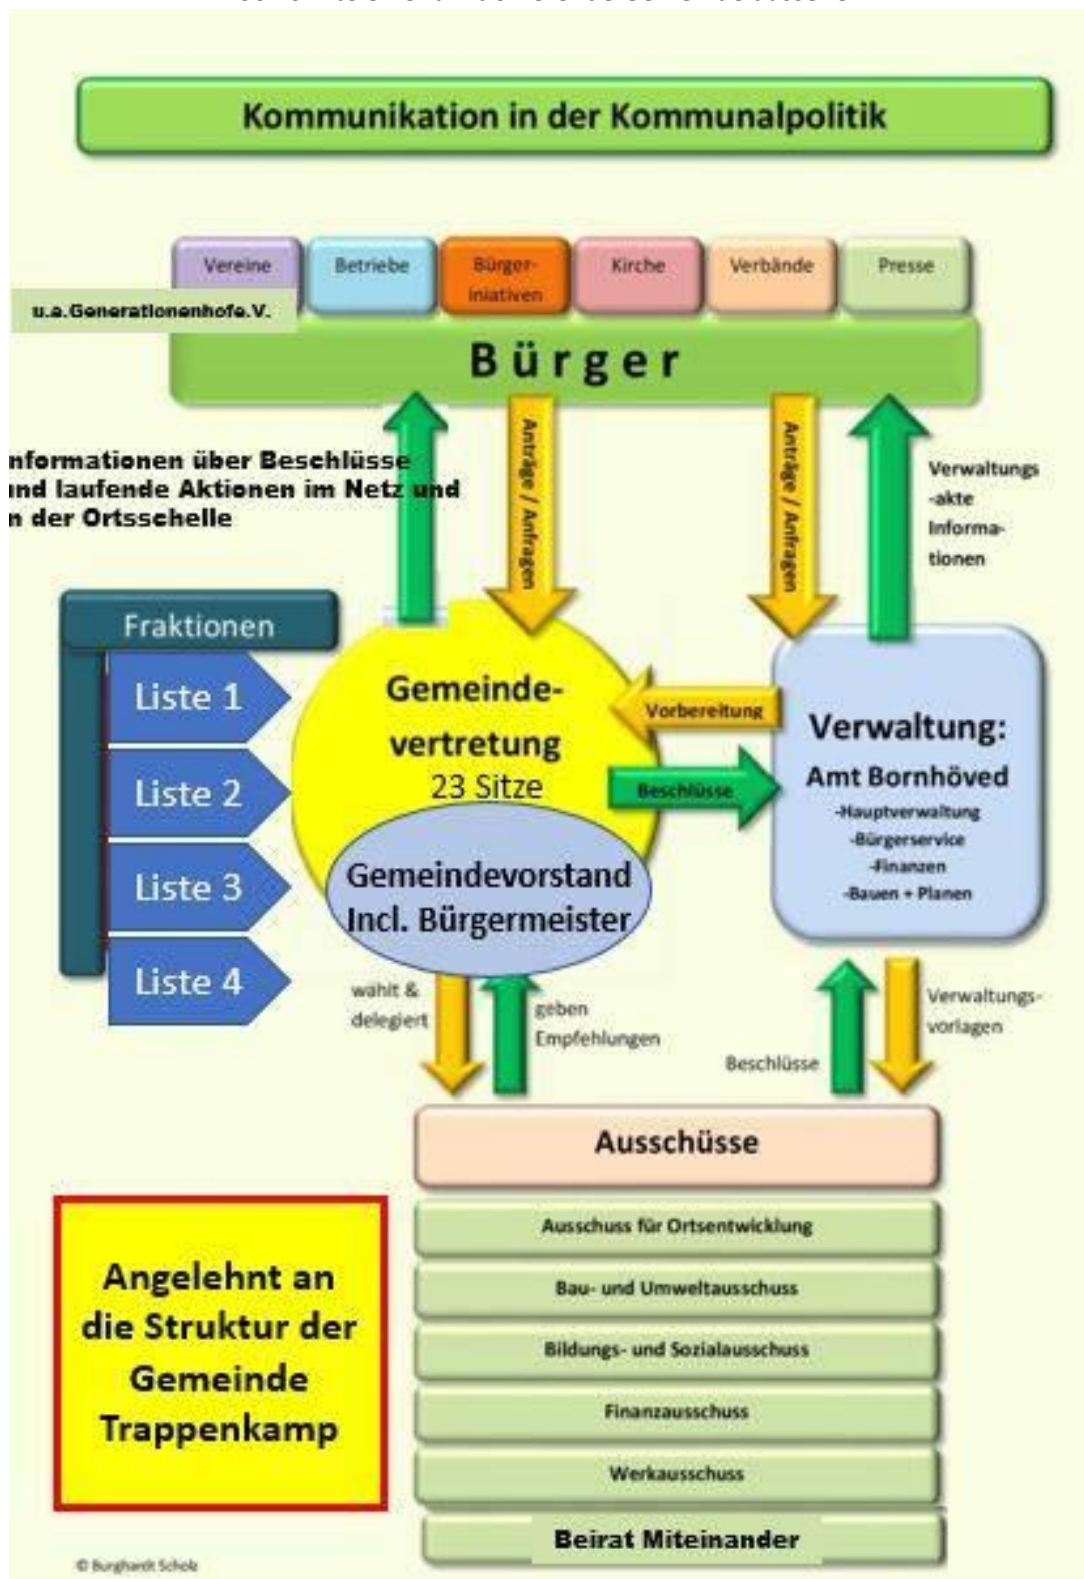 Kommunikation in der Kommunalpolitik
Vereine
Betriebe
Bürger-
iniativen
Kirche
Verbände
Presse
u.a.Generationenhofe.V.
Bürger
Anträge / Anfragen
Anträge / Anfragen
nformationen über Beschlüsse
und laufende Aktionen im Netz und
n der Ortsschelle
Verwaltungs
-akte
Informa-
tionen
Fraktionen
Liste 1
Liste 2
Liste 3
Liste 4
Gemeinde-
vertretung
23 Sitze
Gemeindevorstand
Incl. Bürgermeister
Vorbereitung
Beschlüsse
Verwaltung:
Amt Bornhöved
-Hauptverwaltung
-Bürgerservice
-Finanzen
-Bauen + Planen
wählt &
delegiert
geben
Empfehlungen
Beschlüsse
Verwaltungs-
vorlagen
Ausschüsse
Ausschuss für Ortsentwicklung
Bau- und Umweltausschuss
Bildungs- und Sozialausschuss
Finanzausschuss
Werkausschuss
Beirat Miteinander
Angelehnt an
die Struktur der
Gemeinde
Trappenkamp
© Burghardt Scholz